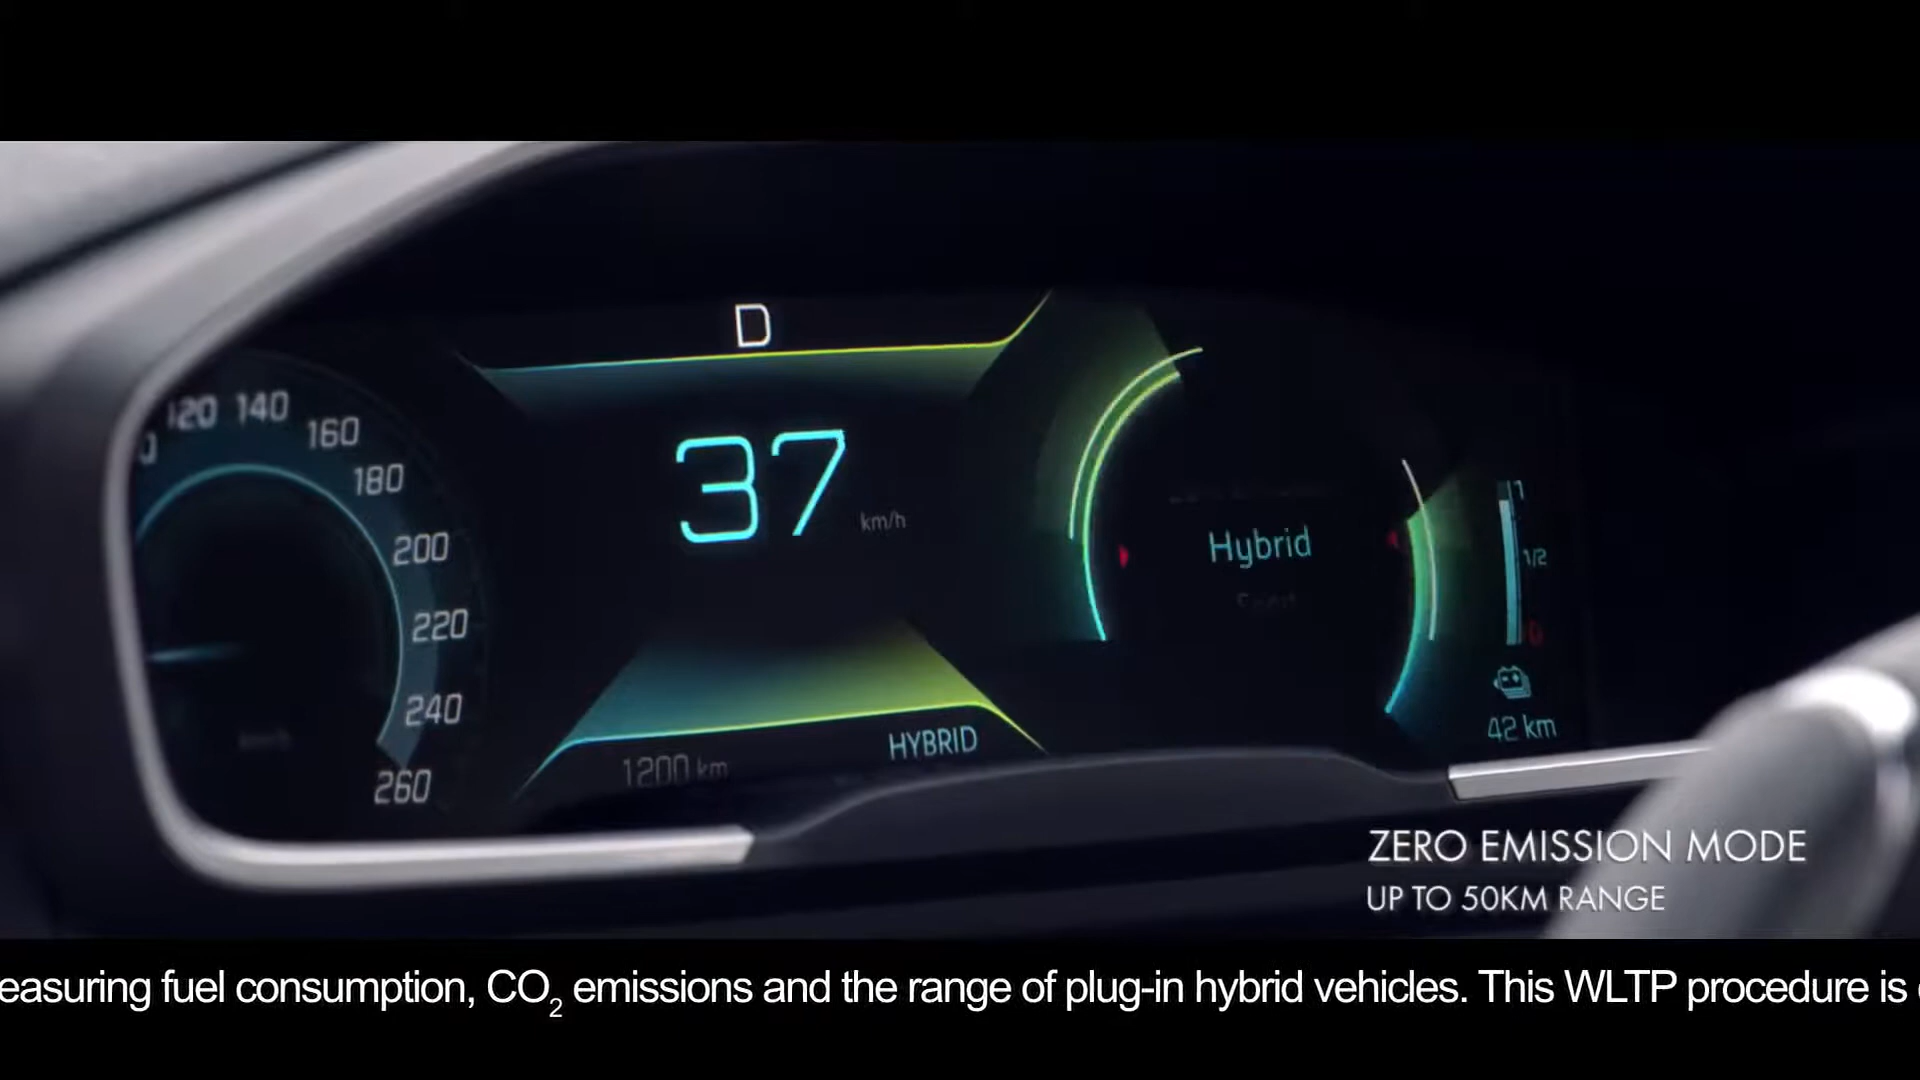 D
120 140
160
180
200
220
240
260
37 km/h
1200 km
HYBRID
Hybrid
1
1/2
0
42 km
ZERO EMISSION MODE
UP TO 50KM RANGE
fuel consumption, CO₂ emissions and the range of plug-in hybrid vehicles. This WLTP procedure is